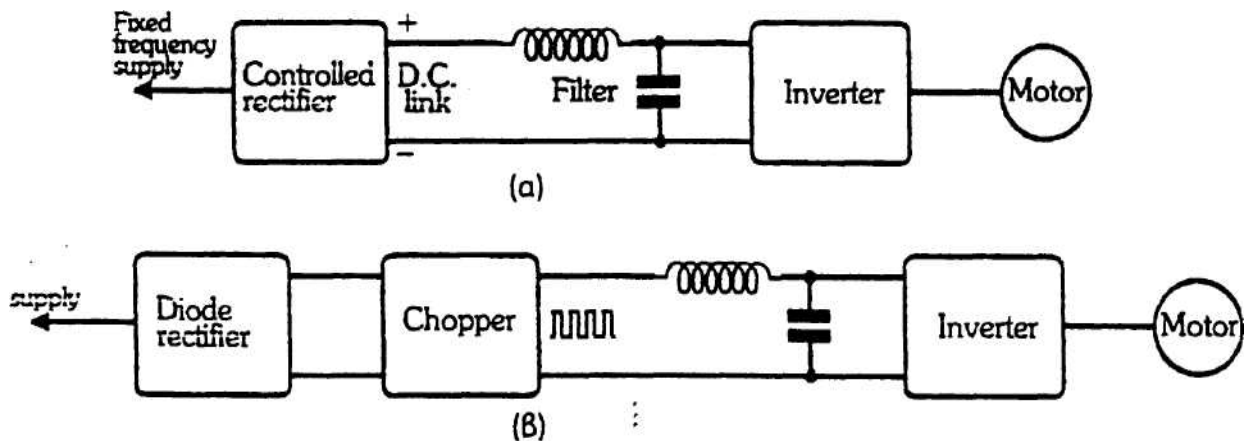 Fixed
frequency
supply
Controlled
rectifier
+
D.C.
link
−
Filter
Inverter
Motor
(a)
supply
Diode
rectifier
Chopper
Inverter
Motor
(β)